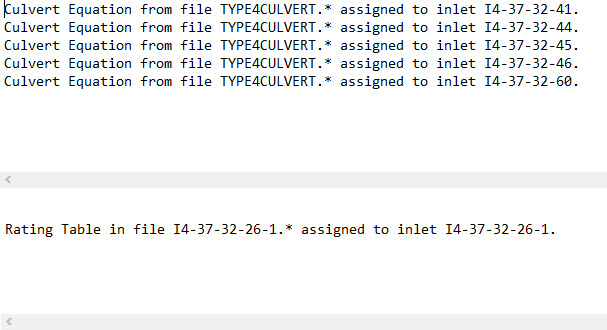 Culvert Equation from file TYPE4CULVERT.* assigned to inlet I4-37-32-41.
Culvert Equation from file TYPE4CULVERT.* assigned to inlet I4-37-32-44.
Culvert Equation from file TYPE4CULVERT.* assigned to inlet I4-37-32-45.
Culvert Equation from file TYPE4CULVERT.* assigned to inlet I4-37-32-46.
Culvert Equation from file TYPE4CULVERT.* assigned to inlet I4-37-32-60.
Rating Table in file I4-37-32-26-1.* assigned to inlet I4-37-32-26-1.